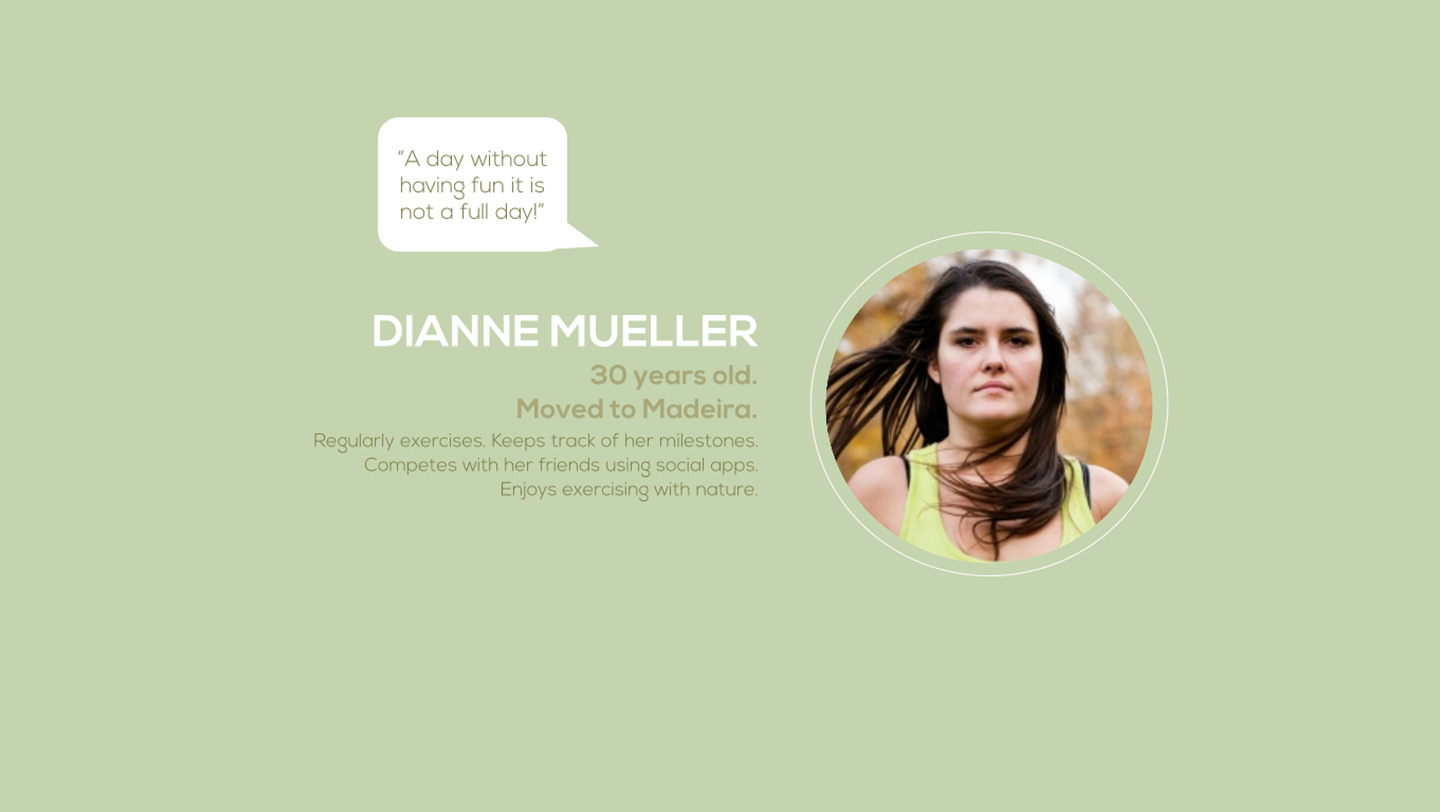 “A day without
having fun it is
not a full day!”
DIANNE MUELLER
30 years old.
Moved to Madeira.
Regularly exercises. Keeps track of her milestones.
Competes with her friends using social apps.
Enjoys exercising with nature.